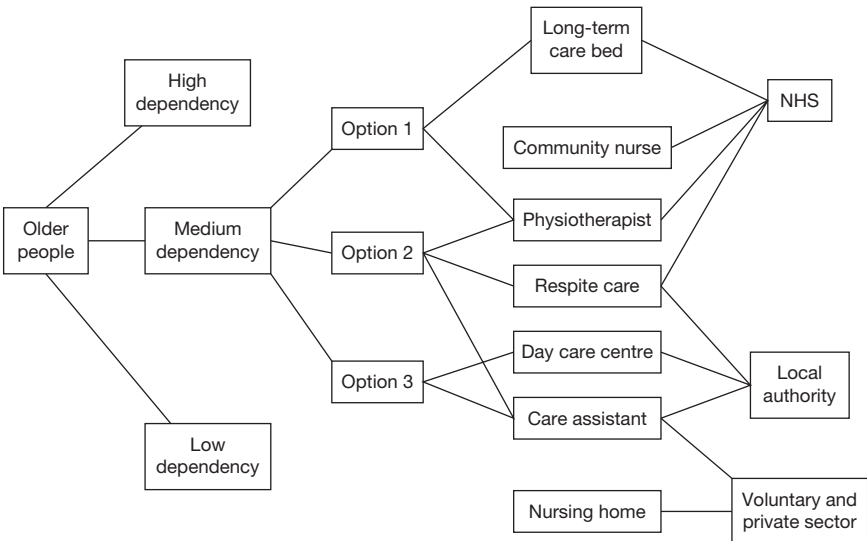 Long-term
care bed
High
dependency
NHS
Option 1
Community nurse
Older
people
Medium
dependency
Physiotherapist
Option 2
Respite care
Day care centre
Option 3
Local
authority
Care assistant
Low
dependency
Nursing home
Voluntary and
private sector